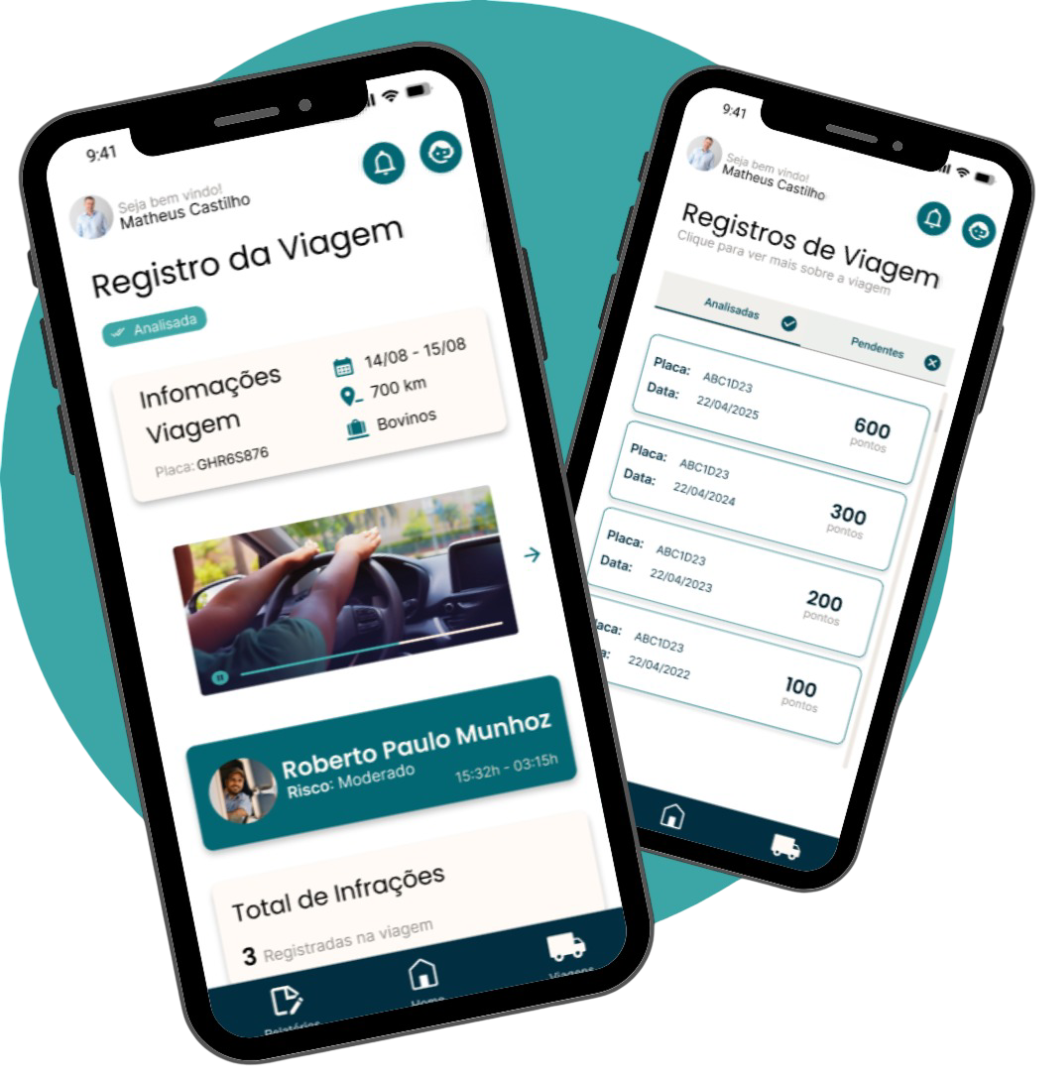 9:41
Seja bem vindo!
Matheus Castilho
Registro da Viagem
Analisada
Infomações
Viagem
Placa: GHR6S876
14/08 - 15/08
700 km
Bovinos
Roberto Paulo Munhoz
Risco: Moderado
15:32h - 03:15h
Total de Infrações
3 Registradas na viagem
Relatórios
Home
Viagens
9:41
Seja bem vindo!
Matheus Castilho
Registros de Viagem
Clique para ver mais sobre a viagem
Analisadas
Pendentes
Placa: ABC1D23
Data: 22/04/2025
600
pontos
Placa: ABC1D23
Data: 22/04/2024
300
pontos
Placa: ABC1D23
Data: 22/04/2023
200
pontos
laca: ABC1D23
a: 22/04/2022
100
pontos